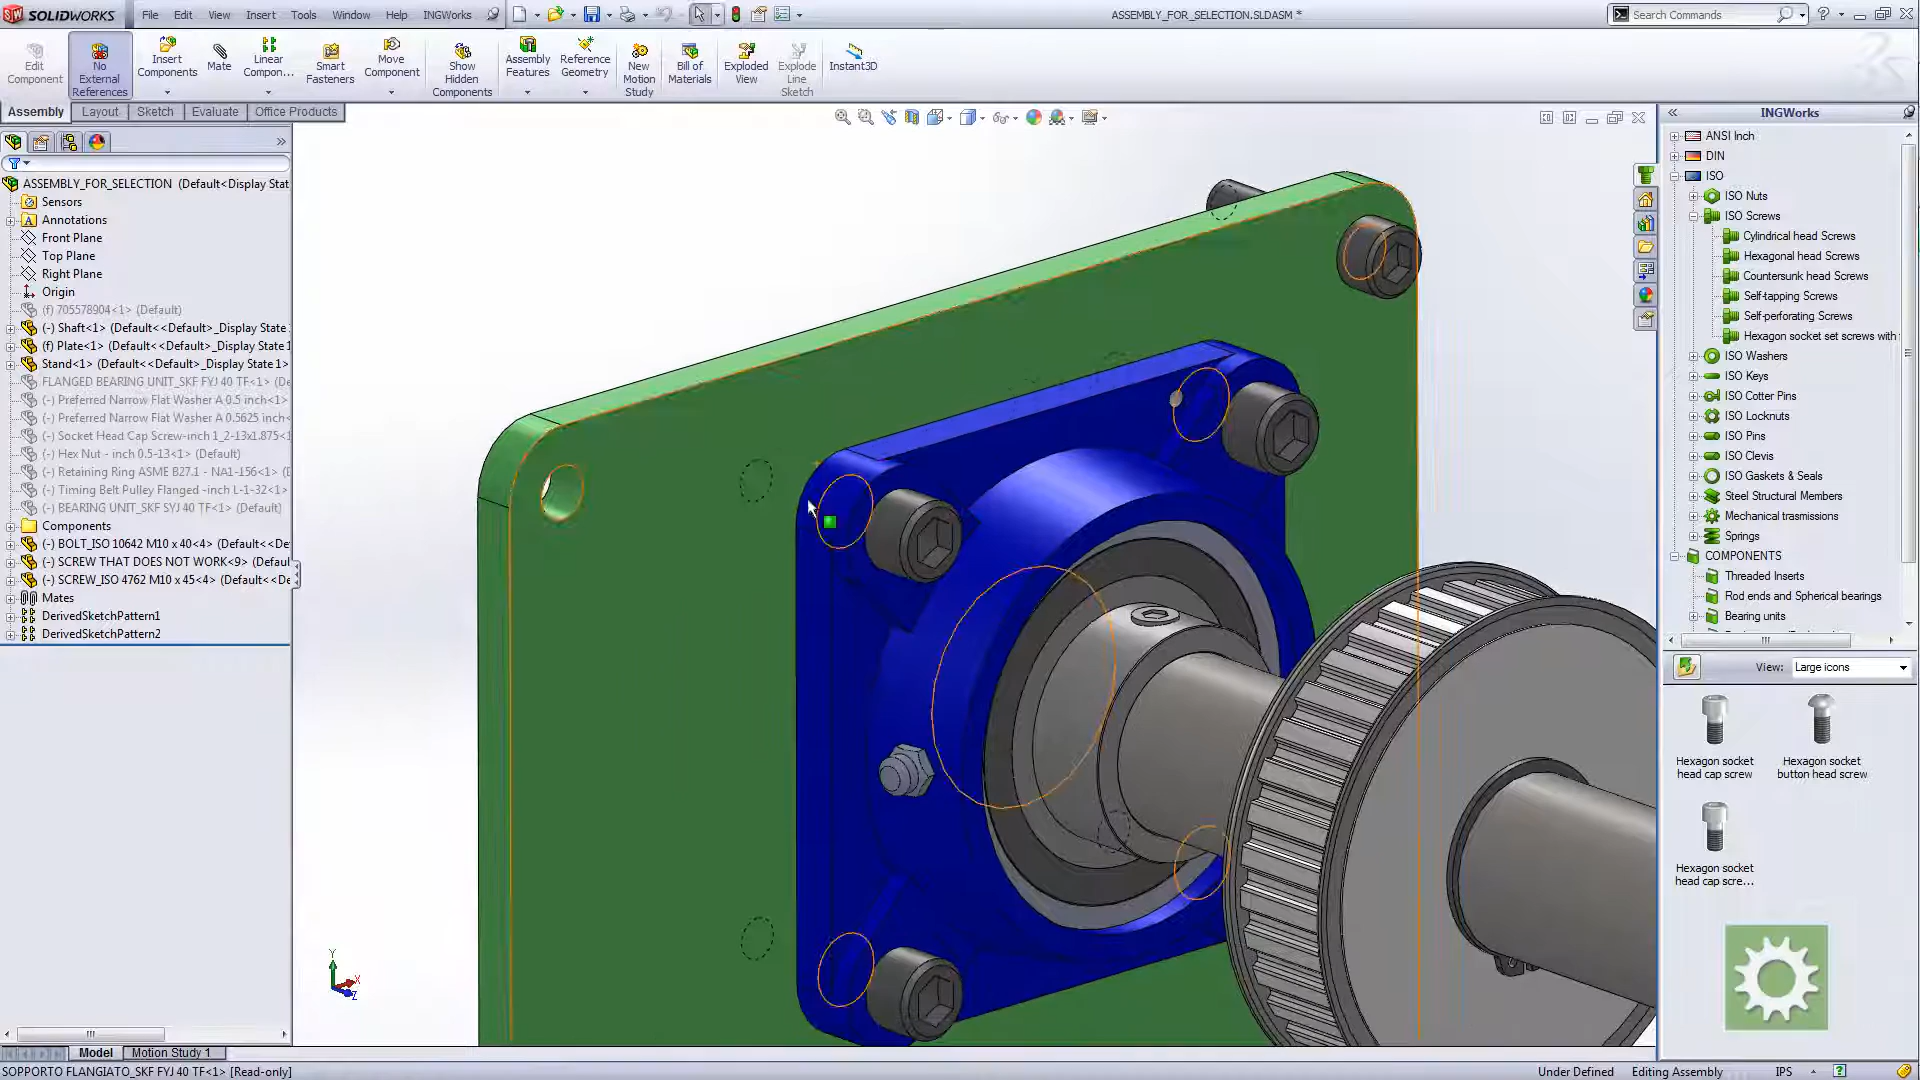 SOLIDWORKS
File Edit View Insert Tools Window Help INGWorks
ASSEMBLY_FOR_SELECTION.SLDASM *
Search Commands
Edit Component
No External References
Insert Components
Mate
Linear Compon...
Smart Fasteners
Move Component
Show Hidden Components
Assembly Features
Reference Geometry
New Motion Study
Bill of Materials
Exploded View
Explode Line Sketch
Instant3D
Assembly Layout Sketch Evaluate Office Products
ASSEMBLY_FOR_SELECTION (Default<Display Stat
Sensors
Annotations
Front Plane
Top Plane
Right Plane
Origin
(f) 705578904<1> (Default)
(-) Shaft<1> (Default<<Default>_Display State
(f) Plate<1> (Default<<Default>_Display State 1
Stand<1> (Default<<Default>_Display State 1>
FLANGED BEARING UNIT_SKF FYJ 40 TF<1> (De
(-) Preferred Narrow Flat Washer A 0.5 inch<1>
(-) Preferred Narrow Flat Washer A 0.5625 inch<
(-) Socket Head Cap Screw-inch 1_2-13x1.875<1
(-) Hex Nut - inch 0.5-13<1> (Default)
(-) Retaining Ring ASME B27.1 - NA1-156<1> (D
(-) Timing Belt Pulley Flanged -inch L-1-32<1>
(-) BEARING UNIT_SKF SYJ 40 TF<1> (Default)
Components
(-) BOLT_ISO 10642 M10 x 40<4> (Default<<De
(-) SCREW THAT DOES NOT WORK<9> (Defaul
(-) SCREW_ISO 4762 M10 x 45<4> (Default<<De
Mates
DerivedSketchPattern1
DerivedSketchPattern2
Y
X
Z
INGWorks
ANSI Inch
DIN
ISO
ISO Nuts
ISO Screws
Cylindrical head Screws
Hexagonal head Screws
Countersunk head Screws
Self-tapping Screws
Self-perforating Screws
Hexagon socket set screws with
ISO Washers
ISO Keys
ISO Cotter Pins
ISO Locknuts
ISO Pins
ISO Clevis
ISO Gaskets & Seals
Steel Structural Members
Mechanical trasmissions
Springs
COMPONENTS
Threaded Inserts
Rod ends and Spherical bearings
Bearing units
View: Large icons
Hexagon socket head cap screw
Hexagon socket button head screw
Hexagon socket head cap scre...
Model Motion Study 1
SOPPORTO FLANGIATO_SKF FYJ 40 TF<1> [Read-only]
Under Defined Editing Assembly IPS